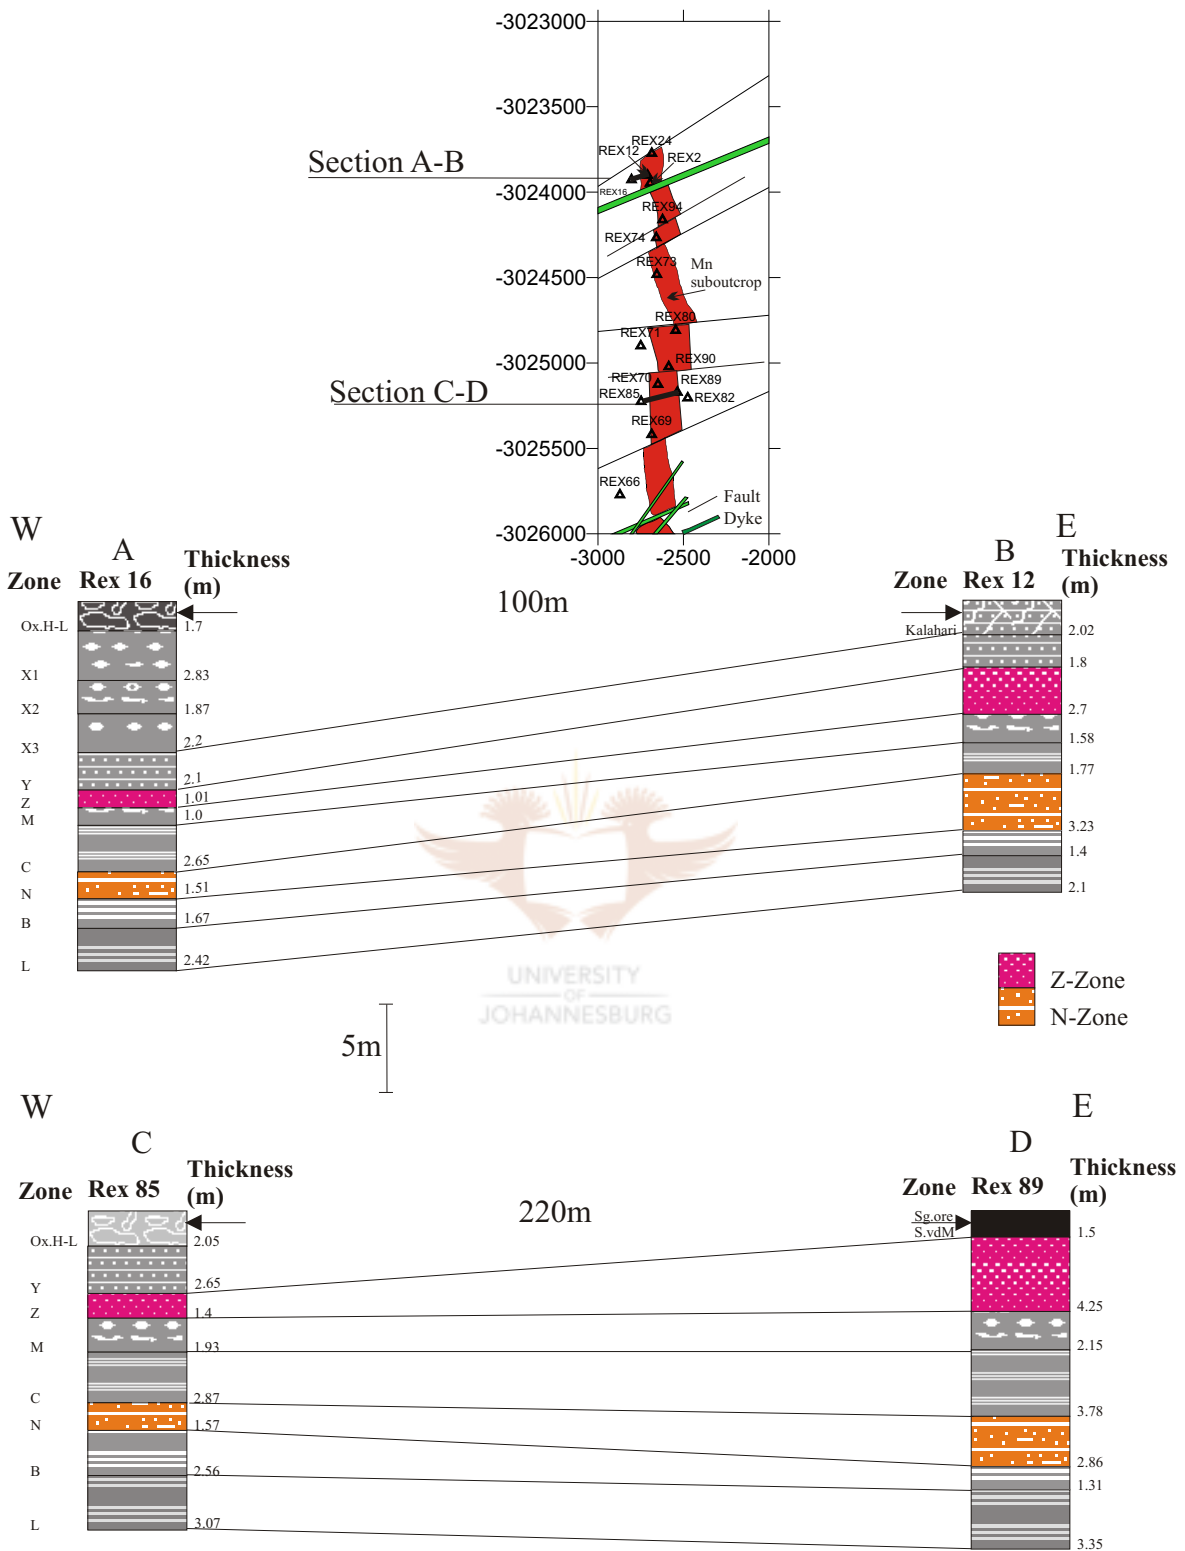 -3023000
-3023500
REX24
REX12
REX2
Section A-B
REX16
-3024000
REX94
REX74
REX73
Mn
suboutcrop
-3024500
REX80
REX71
-3025000
REX90
REX70
REX89
Section C-D
REX85
REX82
REX69
-3025500
REX66
Fault
Dyke
-3026000
-3000
-2500
-2000
W
E
A
B
Zone
Rex 16
Thickness
(m)
100m
Zone
Rex 12
Thickness
(m)
Ox.H-L
1.7
Kalahari
2.02
X1
2.83
1.8
X2
1.87
2.7
X3
2.2
1.58
Y
2.1
1.77
Z
1.01
M
1.0
3.23
C
2.65
1.4
N
1.51
2.1
B
1.67
L
2.42
UNIVERSITY
OF
JOHANNESBURG
Z-Zone
N-Zone
5m
W
E
C
D
Zone
Rex 85
Thickness
(m)
220m
Zone
Rex 89
Thickness
(m)
Ox.H-L
2.05
Sg.ore
S.vdM
1.5
Y
2.65
Z
1.4
4.25
M
1.93
2.15
C
2.87
3.78
N
1.57
2.86
B
2.56
1.31
L
3.07
3.35